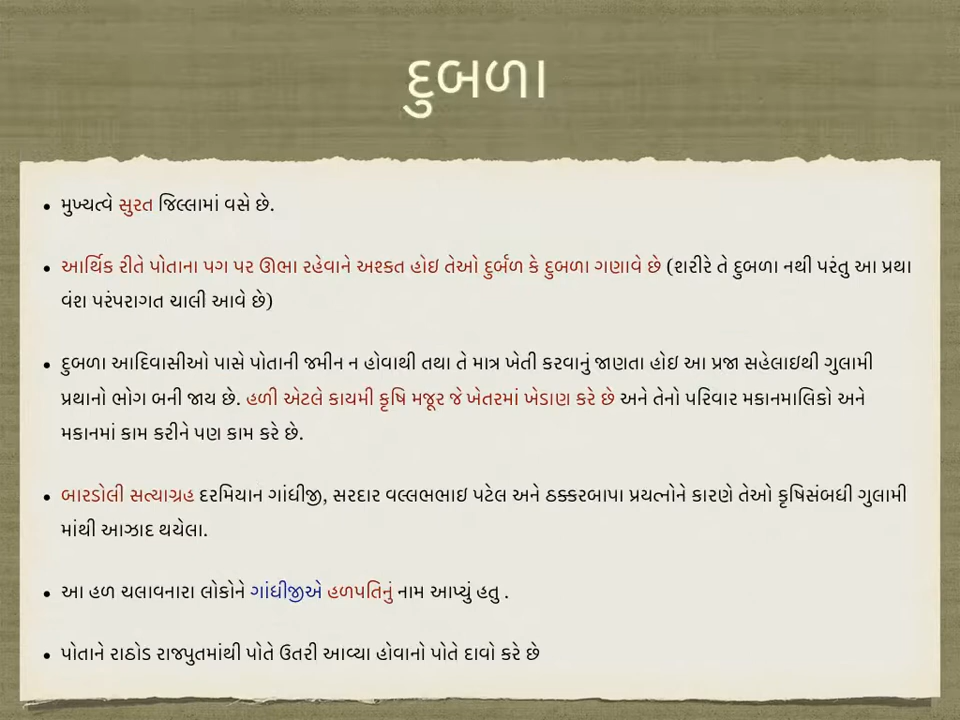 દુબળા
• મુખ્યત્વે સુરત જિલ્લામાં વસે છે.
• આર્થિક રીતે પોતાના પગ પર ઊભા રહેવાને અશ્કત હોઇ તેઓ દુર્બળ કે દુબળા ગણાવે છે (શરીરે તે દુબળા નથી પરંતુ આ પ્રથા
વંશ પરંપરાગત ચાલી આવે છે)
• દુબળા આદિવાસીઓ પાસે પોતાની જમીન ન હોવાથી તથા તે માત્ર ખેતી કરવાનું જાણતા હોઇ આ પ્રજા સહેલાઇથી ગુલામી
પ્રથાનો ભોગ બની જાય છે. હળી એટલે કાયમી કૃષિ મજૂર જે ખેતરમાં ખેડાણ કરે છે અને તેનો પરિવાર મકાનમાલિકો અને
મકાનમાં કામ કરીને પણ કામ કરે છે.
• બારડોલી સત્યાગ્રહ દરમિયાન ગાંધીજી, સરદાર વલ્લભભાઇ પટેલ અને ઠક્કરબાપા પ્રયત્નોને કારણે તેઓ કૃષિસંબધી ગુલામી
માંથી આઝાદ થયેલા.
• આ હળ ચલાવનારા લોકોને ગાંધીજીએ હળપતિનું નામ આપ્યું હતુ .
• પોતાને રાઠોડ રાજપુતમાંથી પોતે ઉતરી આવ્યા હોવાનો પોતે દાવો કરે છે